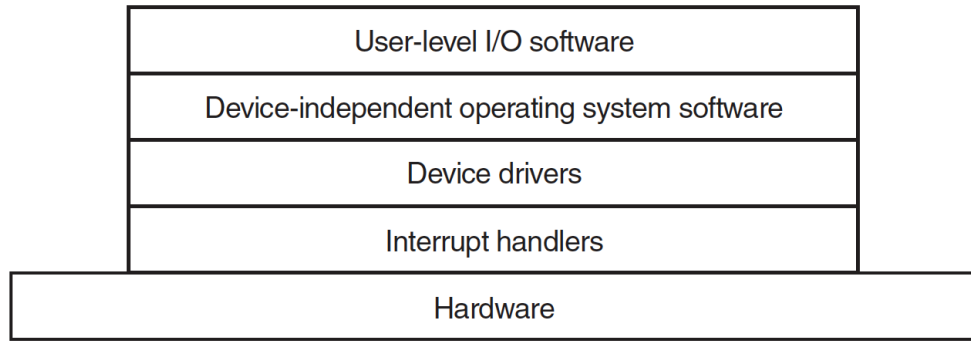 User-level I/O software
Device-independent operating system software
Device drivers
Interrupt handlers
Hardware